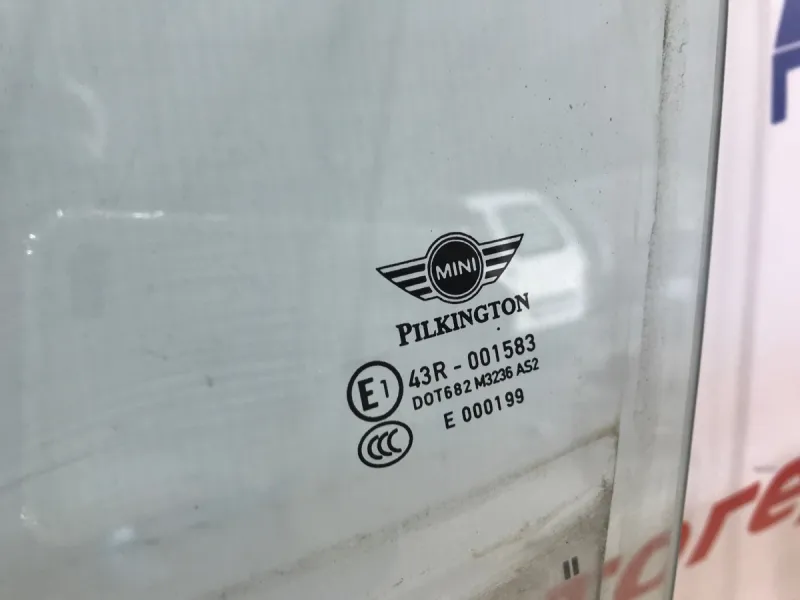 MINI
PILKINGTON
E1 43R - 001583
DOT682 M3236 AS2
E 000199
CCC